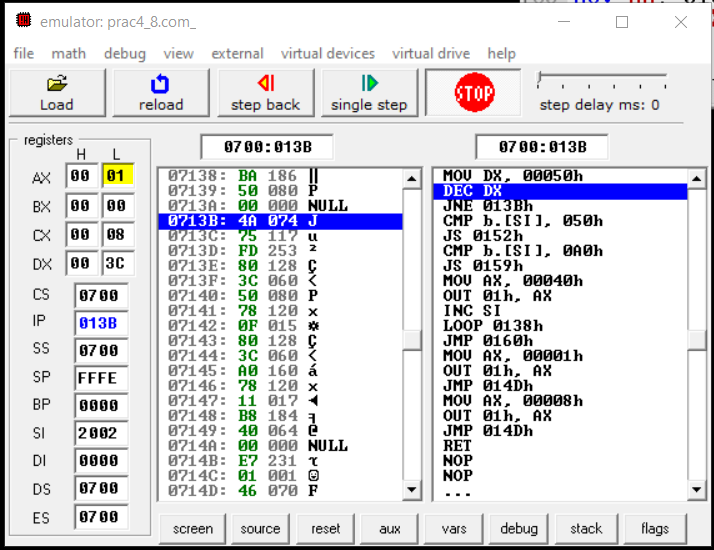 emulator: prac4_8.com_
file math debug view external virtual devices virtual drive help
Load reload step back single step STOP step delay ms: 0
registers
H L
0700:013B 0700:013B
AX 00 01
BX 00 00
CX 00 08
DX 00 3C
CS 0700
IP 013B
SS 0700
SP FFFE
BP 0000
SI 2002
DI 0000
DS 0700
ES 0700
07138: BA 186 ║
07139: 50 080 P
0713A: 00 000 NULL
0713B: 4A 074 J
0713C: 75 117 u
0713D: FD 253 ²
0713E: 80 128 Ç
0713F: 3C 060 <
07140: 50 080 P
07141: 78 120 x
07142: 0F 015 ☼
07143: 80 128 Ç
07144: 3C 060 <
07145: A0 160 á
07146: 78 120 x
07147: 11 017 ◄
07148: B8 184 ╕
07149: 40 064 @
0714A: 00 000 NULL
0714B: E7 231 τ
0714C: 01 001 ☺
0714D: 46 070 F
MOV DX, 00050h
DEC DX
JNE 013Bh
CMP b.[SI], 050h
JS 0152h
CMP b.[SI], 0A0h
JS 0159h
MOV AX, 00040h
OUT 01h, AX
INC SI
LOOP 0138h
JMP 0160h
MOV AX, 00001h
OUT 01h, AX
JMP 014Dh
MOV AX, 00008h
OUT 01h, AX
JMP 014Dh
RET
NOP
NOP
...
screen source reset aux vars debug stack flags